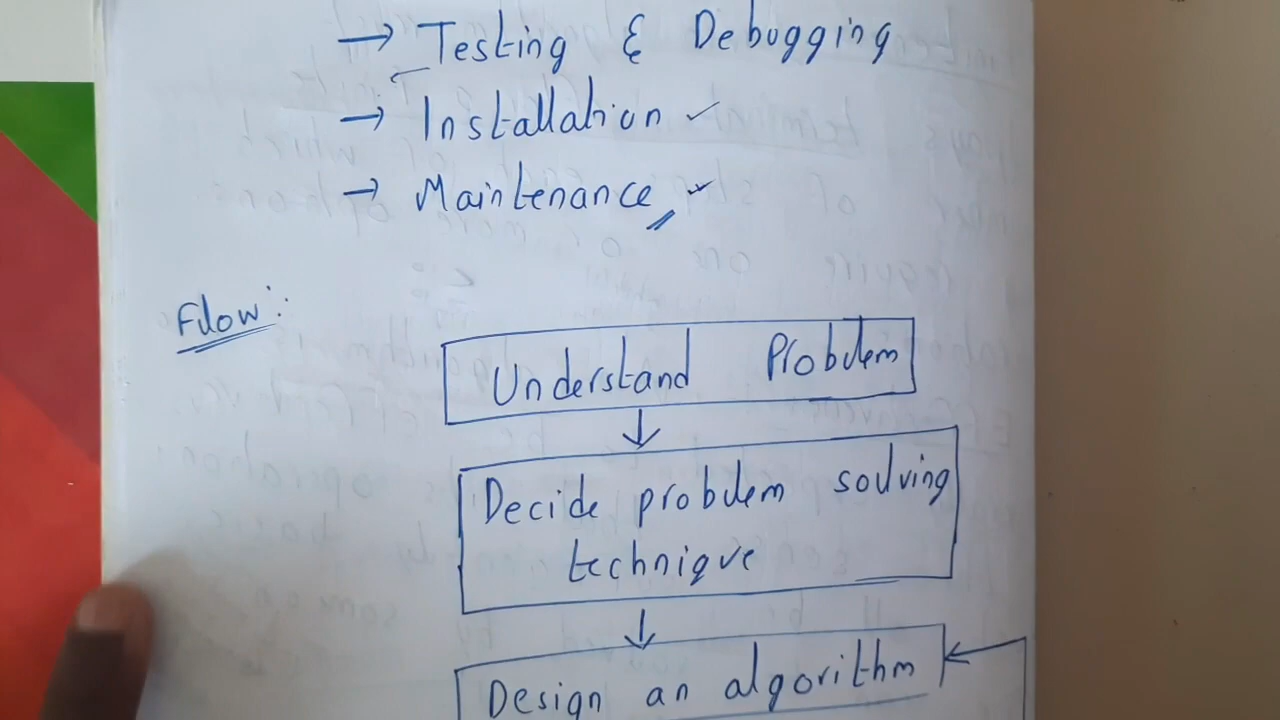 → Testing & Debugging
→ Installation ✓
→ Maintenance ✓
Flow:
Understand Problem
Decide problem solving
technique
Design an algorithm